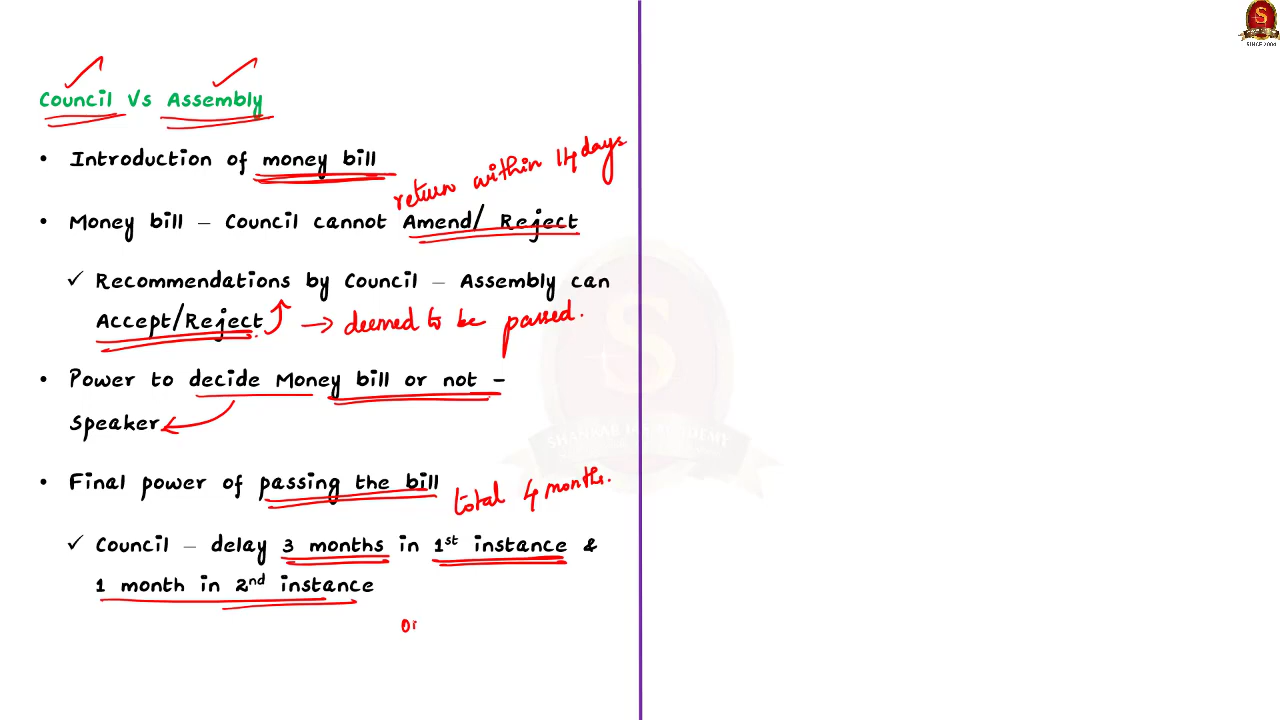 SINCE 2004
Council Vs Assembly
• Introduction of money bill
return within 14 days
• Money bill – Council cannot Amend/ Reject
✓ Recommendations by Council – Assembly can
Accept/Reject → deemed to be passed.
• Power to decide Money bill or not –
Speaker
• Final power of passing the bill
total 4 months.
✓ Council – delay 3 months in 1st instance &
1 month in 2nd instance